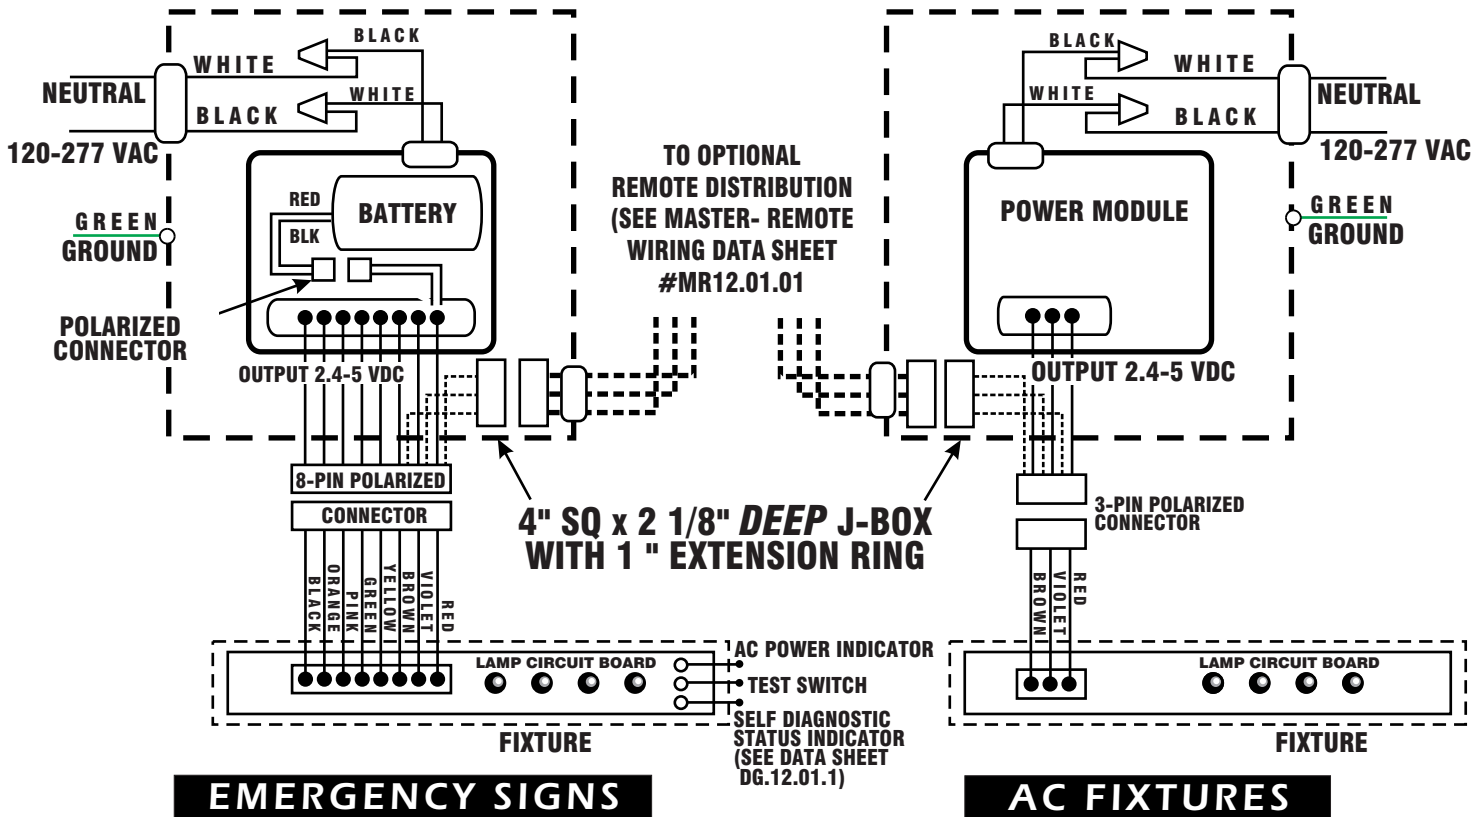 BLACK
WHITE
NEUTRAL
WHITE
BLACK
120-277 VAC
GREEN
GROUND
RED
BLK
BATTERY
POLARIZED
CONNECTOR
OUTPUT 2.4-5 VDC
8-PIN POLARIZED
CONNECTOR
BLACK
ORANGE
PINK
GREEN
YELLOW
BROWN
VIOLET
RED
LAMP CIRCUIT BOARD
AC POWER INDICATOR
TEST SWITCH
SELF DIAGNOSTIC
STATUS INDICATOR
(SEE DATA SHEET
DG.12.01.1)
FIXTURE
EMERGENCY SIGNS
TO OPTIONAL
REMOTE DISTRIBUTION
(SEE MASTER- REMOTE
WIRING DATA SHEET
#MR12.01.01
4" SQ x 2 1/8" DEEP J-BOX
WITH 1 " EXTENSION RING
BLACK
WHITE
WHITE
NEUTRAL
BLACK
120-277 VAC
GREEN
GROUND
POWER MODULE
OUTPUT 2.4-5 VDC
3-PIN POLARIZED
CONNECTOR
BROWN
VIOLET
RED
LAMP CIRCUIT BOARD
FIXTURE
AC FIXTURES